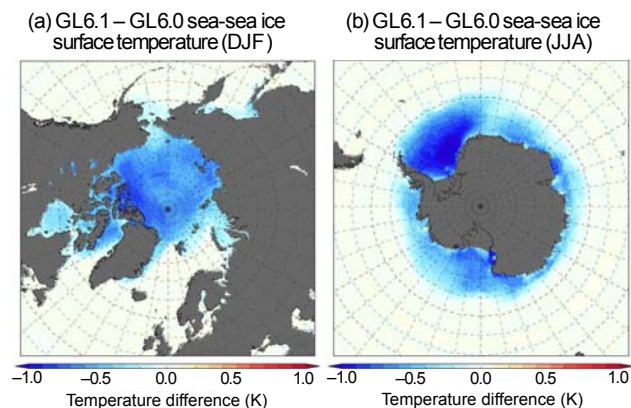 (a) GL6.1 – GL6.0 sea-sea ice
surface temperature (DJF)
(b) GL6.1 – GL6.0 sea-sea ice
surface temperature (JJA)
–1.0 –0.5 0.0 0.5 1.0
Temperature difference (K)
–1.0 –0.5 0.0 0.5 1.0
Temperature difference (K)